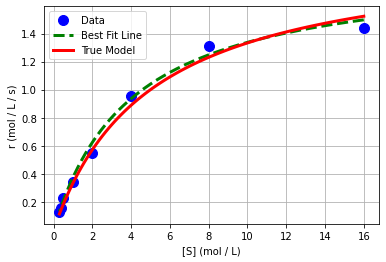 Data
Best Fit Line
True Model
1.4
1.2
1.0
0.8
0.6
0.4
0.2
r (mol / L / s)
0 2 4 6 8 10 12 14 16
[S] (mol / L)